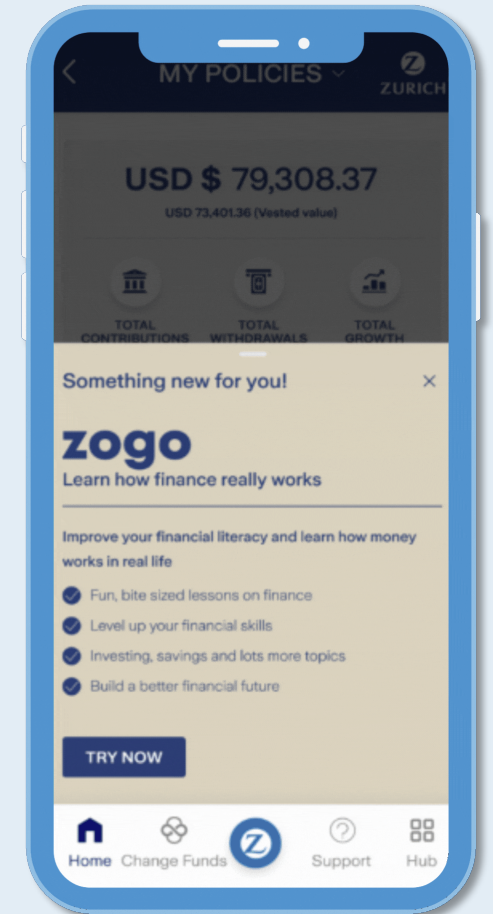 MY POLICIES
ZURICH
USD $ 79,308.37
USD 73,401.36 (Vested value)
TOTAL CONTRIBUTIONS
TOTAL WITHDRAWALS
TOTAL GROWTH
Something new for you!
zogo
Learn how finance really works
Improve your financial literacy and learn how money
works in real life
Fun, bite sized lessons on finance
Level up your financial skills
Investing, savings and lots more topics
Build a better financial future
TRY NOW
Home
Change Funds
Z
Support
Hub